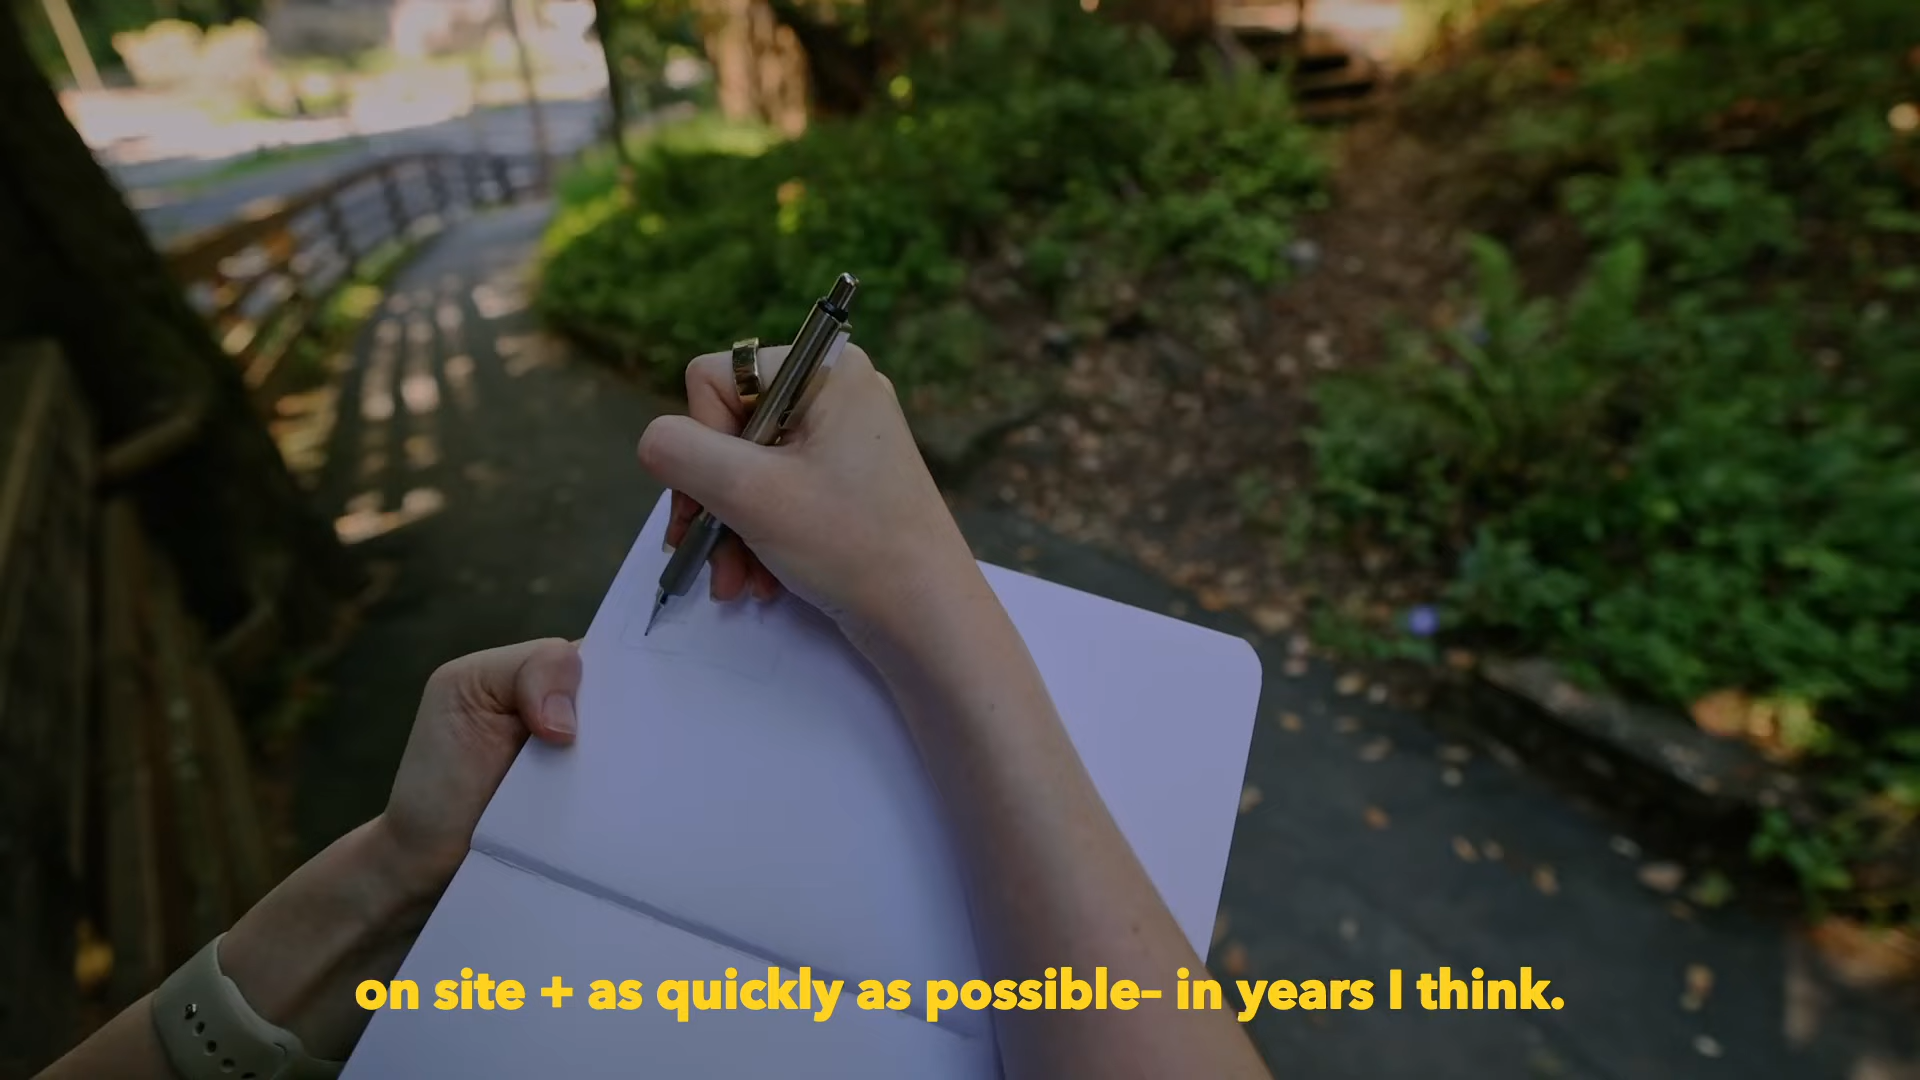 on site + as quickly as possible- in years I think.